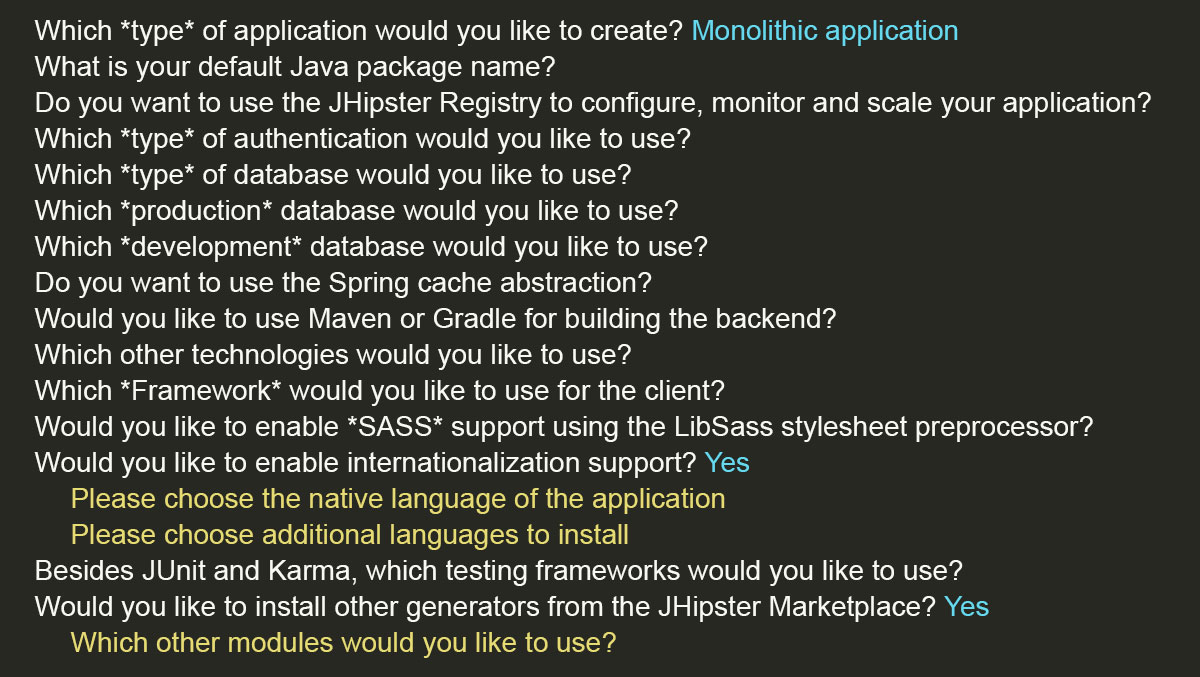 Which *type* of application would you like to create? Monolithic application
What is your default Java package name?
Do you want to use the JHipster Registry to configure, monitor and scale your application?
Which *type* of authentication would you like to use?
Which *type* of database would you like to use?
Which *production* database would you like to use?
Which *development* database would you like to use?
Do you want to use the Spring cache abstraction?
Would you like to use Maven or Gradle for building the backend?
Which other technologies would you like to use?
Which *Framework* would you like to use for the client?
Would you like to enable *SASS* support using the LibSass stylesheet preprocessor?
Would you like to enable internationalization support? Yes
Please choose the native language of the application
Please choose additional languages to install
Besides JUnit and Karma, which testing frameworks would you like to use?
Would you like to install other generators from the JHipster Marketplace? Yes
Which other modules would you like to use?